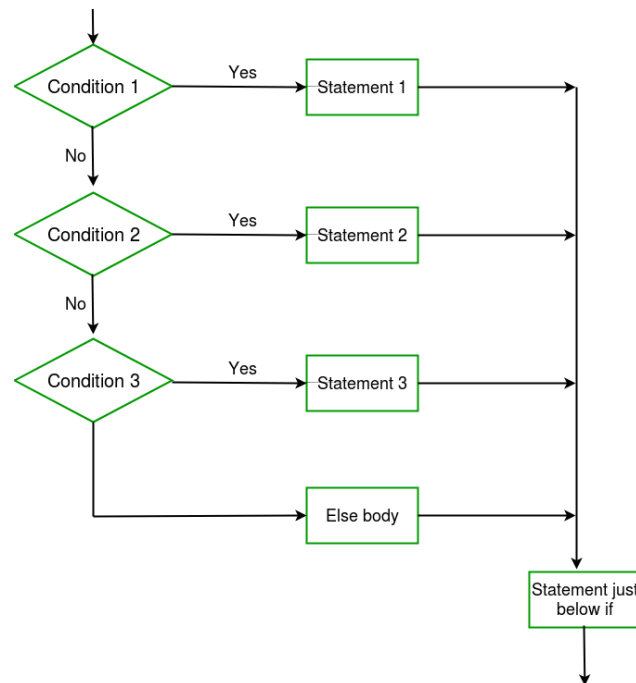 Condition 1
Yes
Statement 1
No
Condition 2
Yes
Statement 2
No
Condition 3
Yes
Statement 3
Else body
Statement just
below if